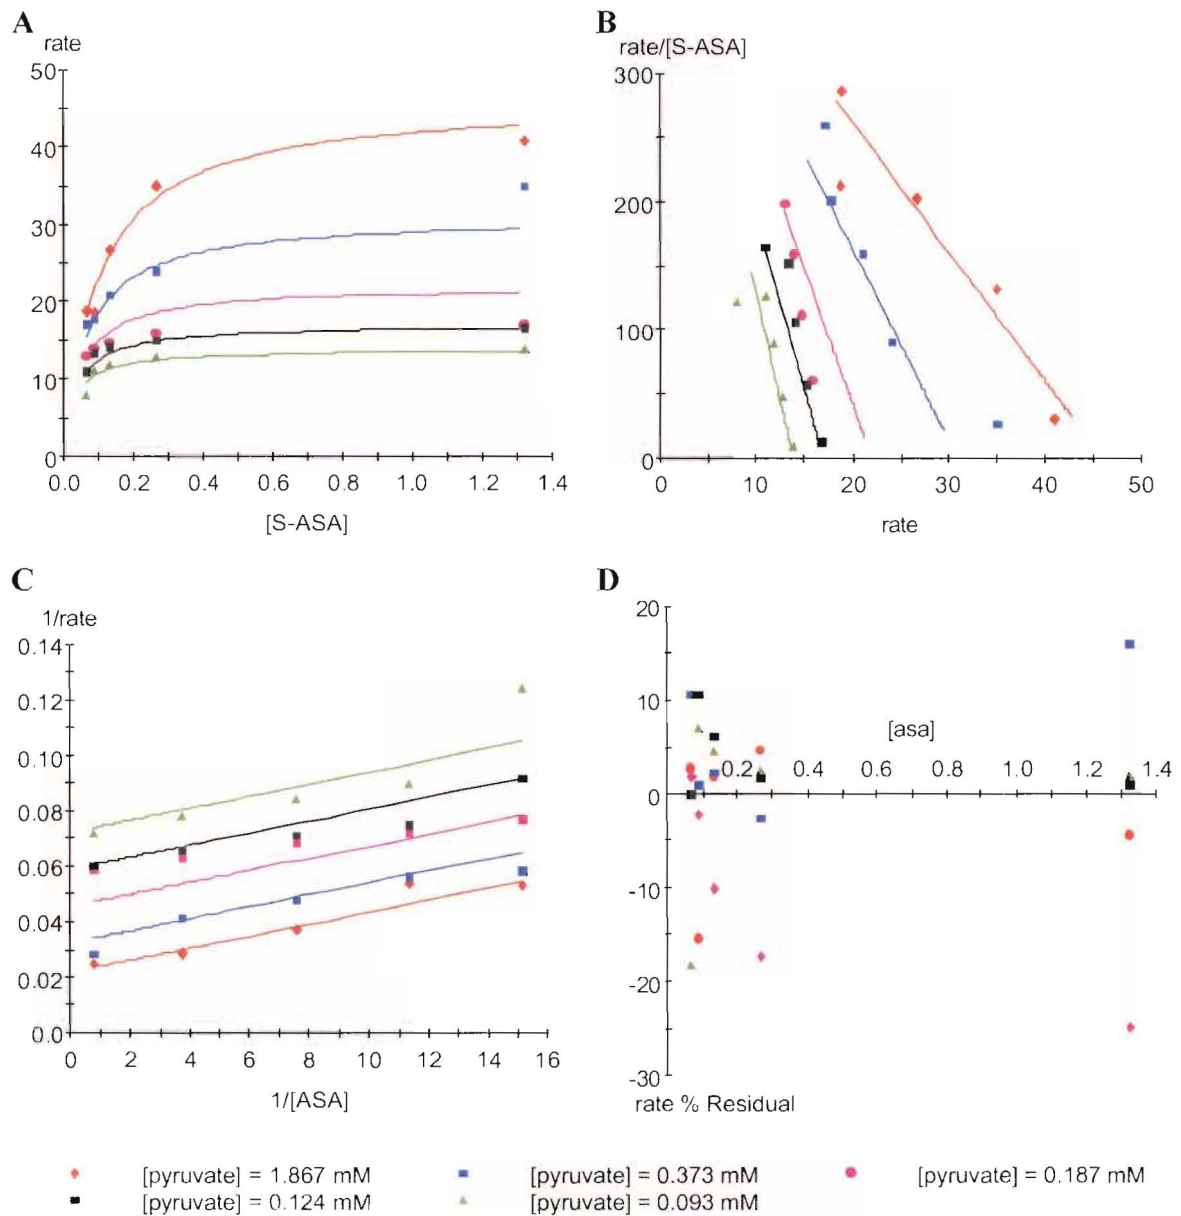 A
rate
50
40
30
20
10
0
0.0 0.2 0.4 0.6 0.8 1.0 1.2 1.4
[S-ASA]
B
rate/[S-ASA]
300
200
100
0
0 10 20 30 40 50
rate
C
1/rate
0.14
0.12
0.10
0.08
0.06
0.04
0.02
0.0
0 2 4 6 8 10 12 14 16
1/[ASA]
D
20
10
0
-10
-20
-30
[asa]
0.2 0.4 0.6 0.8 1.0 1.2 1.4
rate % Residual
[pyruvate] = 1.867 mM
[pyruvate] = 0.373 mM
[pyruvate] = 0.187 mM
[pyruvate] = 0.124 mM
[pyruvate] = 0.093 mM